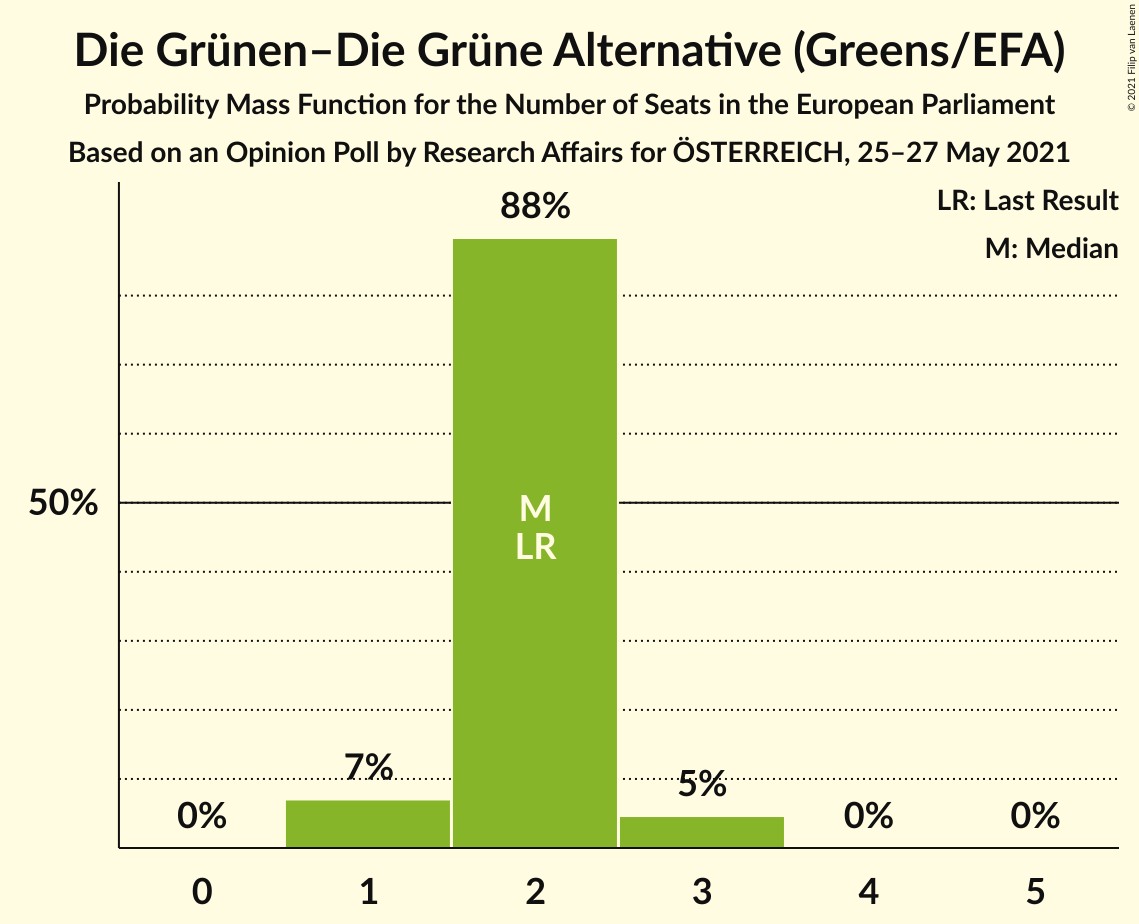 Die Grünen–Die Grüne Alternative (Greens/EFA)
Probability Mass Function for the Number of Seats in the European Parliament
Based on an Opinion Poll by Research Affairs for ÖSTERREICH, 25–27 May 2021
© 2021 Filip van Laenen
LR: Last Result
M: Median
88%
50%
M
LR
7%
5%
0%
0%
0%
0 1 2 3 4 5